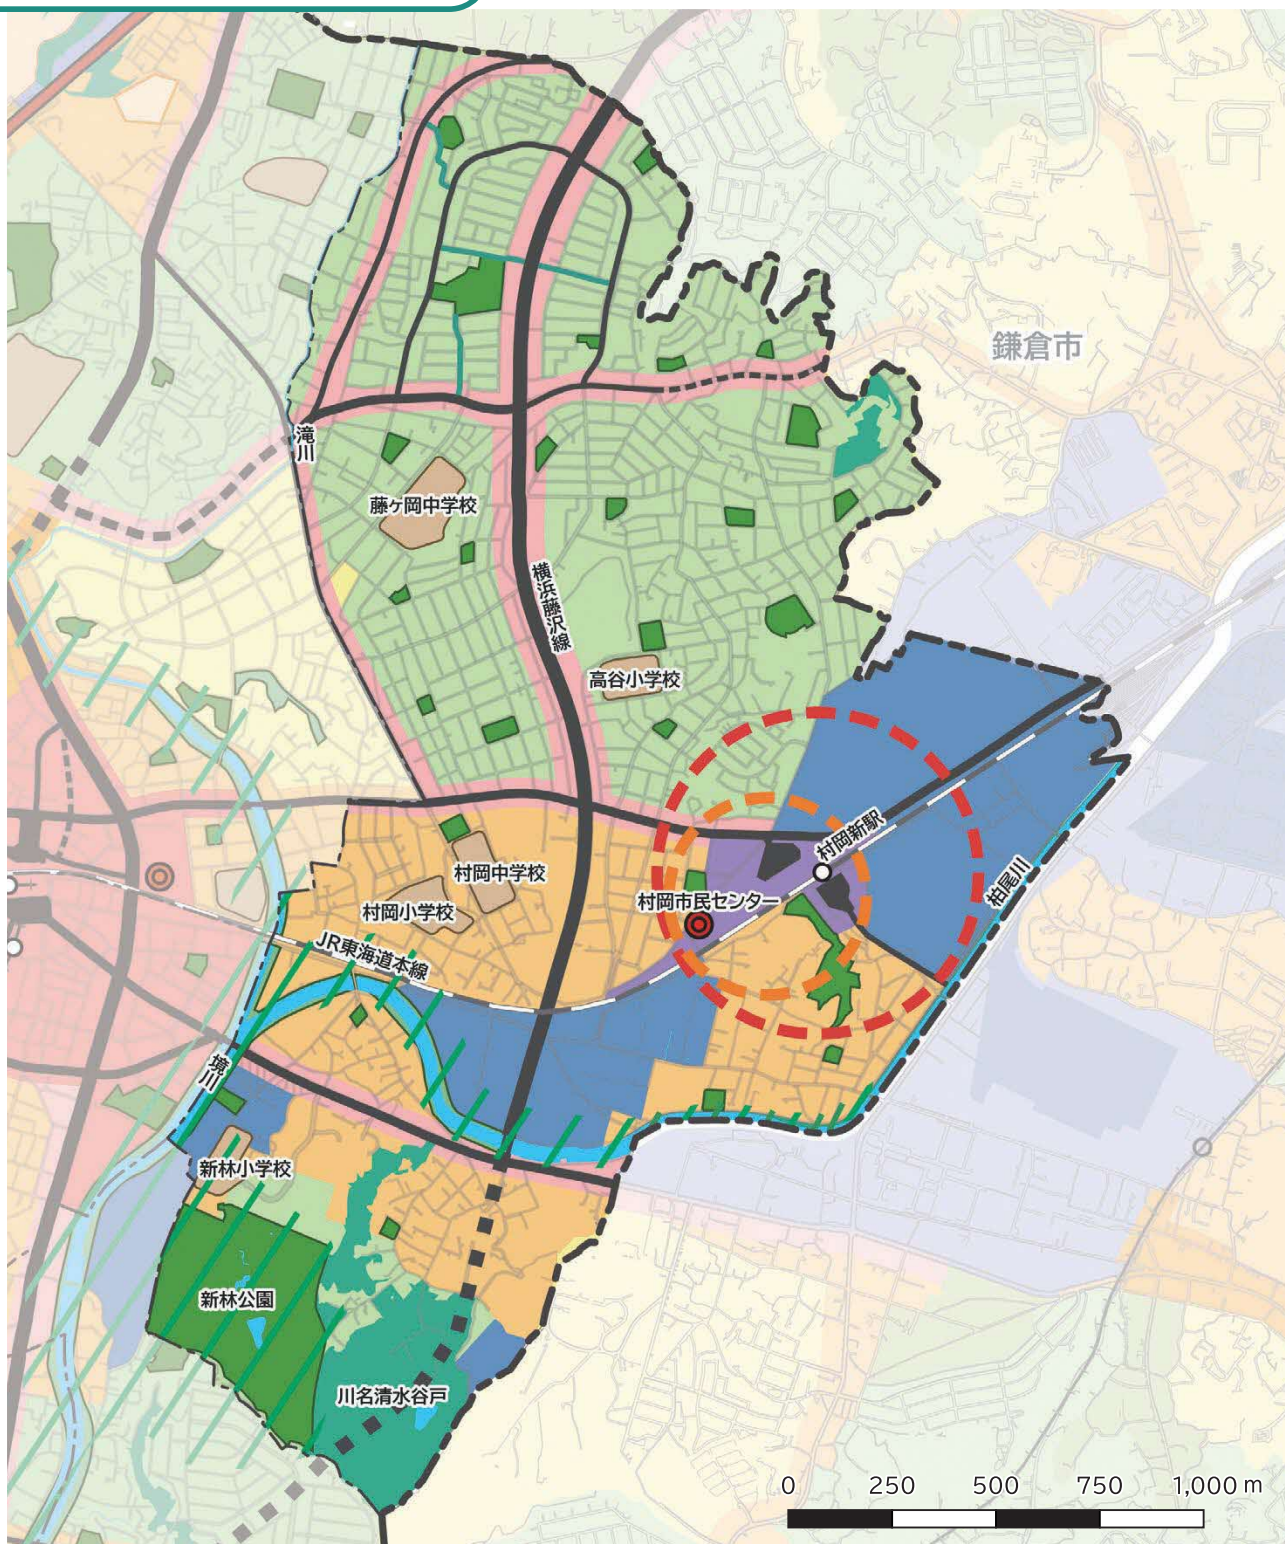 鎌倉市
滝川
藤ヶ岡中学校
横浜藤沢線
高谷小学校
村岡新駅
村岡中学校
村岡市民センター
村岡小学校
柏尾川
JR東海道本線
境川
新林小学校
新林公園
川名清水谷戸
0 250 500 750 1,000 m